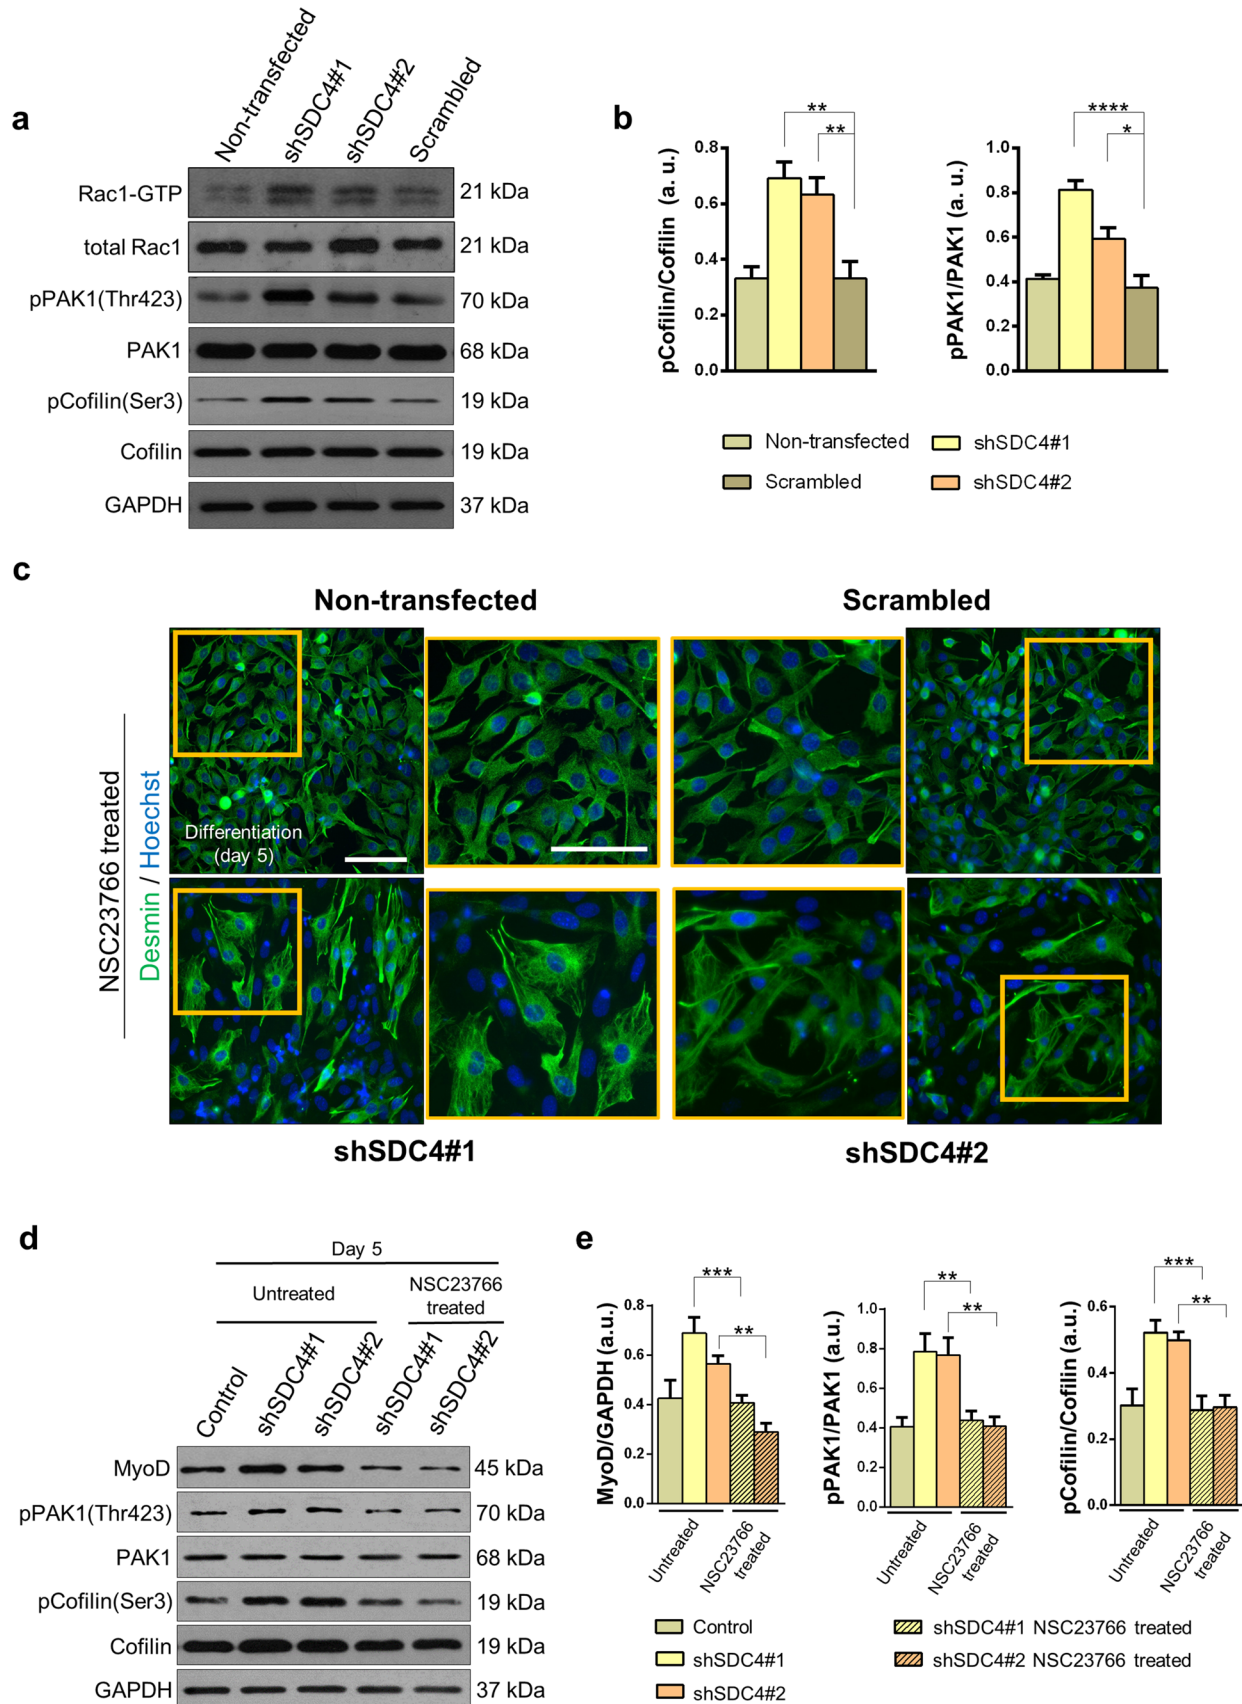 a
Non-transfected
shSDC4#1
shSDC4#2
Scrambled
Rac1-GTP 21 kDa
total Rac1 21 kDa
pPAK1(Thr423) 70 kDa
PAK1 68 kDa
pCofilin(Ser3) 19 kDa
Cofilin 19 kDa
GAPDH 37 kDa
b
pCofilin/Cofilin (a. u.)
0.8
0.6
0.4
0.2
0.0
**
**
pPAK1/PAK1 (a. u.)
1.0
0.8
0.6
0.4
0.2
0.0
****
*
Non-transfected
shSDC4#1
Scrambled
shSDC4#2
c
Non-transfected
Scrambled
NSC23766 treated
Desmin / Hoechst
Differentiation
(day 5)
shSDC4#1
shSDC4#2
d
Day 5
Untreated
NSC23766
treated
Control
shSDC4#1
shSDC4#2
shSDC4#1
shSDC4#2
MyoD 45 kDa
pPAK1(Thr423) 70 kDa
PAK1 68 kDa
pCofilin(Ser3) 19 kDa
Cofilin 19 kDa
GAPDH 37 kDa
e
MyoD/GAPDH (a.u.)
0.8
0.6
0.4
0.2
0.0
***
**
Untreated
NSC23766
treated
pPAK1/PAK1 (a.u.)
1.0
0.8
0.6
0.4
0.2
0.0
**
**
Untreated
NSC23766
treated
pCofilin/Cofilin (a.u.)
0.6
0.4
0.2
0.0
***
**
Untreated
NSC23766
treated
Control
shSDC4#1
shSDC4#2
shSDC4#1 NSC23766 treated
shSDC4#2 NSC23766 treated